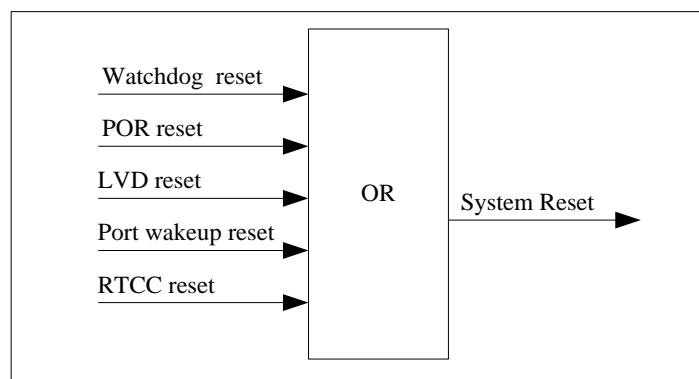 Watchdog reset
POR reset
LVD reset
Port wakeup reset
RTCC reset
OR
System Reset